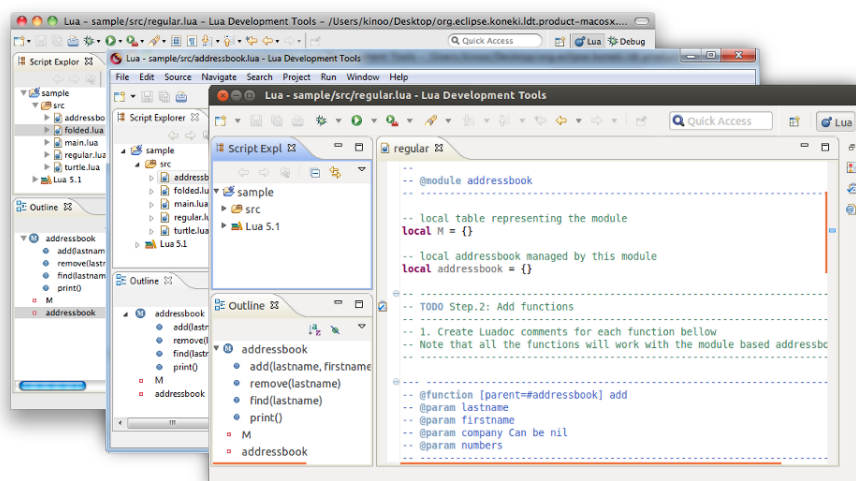 Lua - sample/src/regular.lua - Lua Development Tools - /Users/kinoo/Desktop/org.eclipse.koneki.ldt.product-macosx....
Quick Access
Lua
Debug
Script Explor
sample
src
addressbo
folded.lua
main.lua
regular.lua
turtle.lua
Lua 5.1
Outline
addressbook
add(lastname
remove(lastn
find(lastnam
print()
M
addressbook
Lua - sample/src/addressbook.lua - Lua Development Tools
File Edit Source Navigate Search Project Run Window Help
Script Explorer
sample
src
addressb
folded.lu
main.lua
regular.l
turtle.lua
Lua 5.1
Outline
addressbook
add(lastn
remove(l
find(lastn
print()
M
addressbook
Lua - sample/src/regular.lua - Lua Development Tools
Quick Access
Lua
Script Expl
sample
src
Lua 5.1
Outline
M
addressbook
add(lastname, firstname
remove(lastname)
find(lastname)
print()
M
addressbook
regular
--
-- @module addressbook
-- local table representing the module
local M = {}
-- local addressbook managed by this module
local addressbook = {}
-- TODO Step.2: Add functions
-- 1. Create Luadoc comments for each function bellow
-- Note that all the functions will work with the module based addressbo
-- @function [parent=#addressbook] add
-- @param lastname
-- @param firstname
-- @param company Can be nil
-- @param numbers